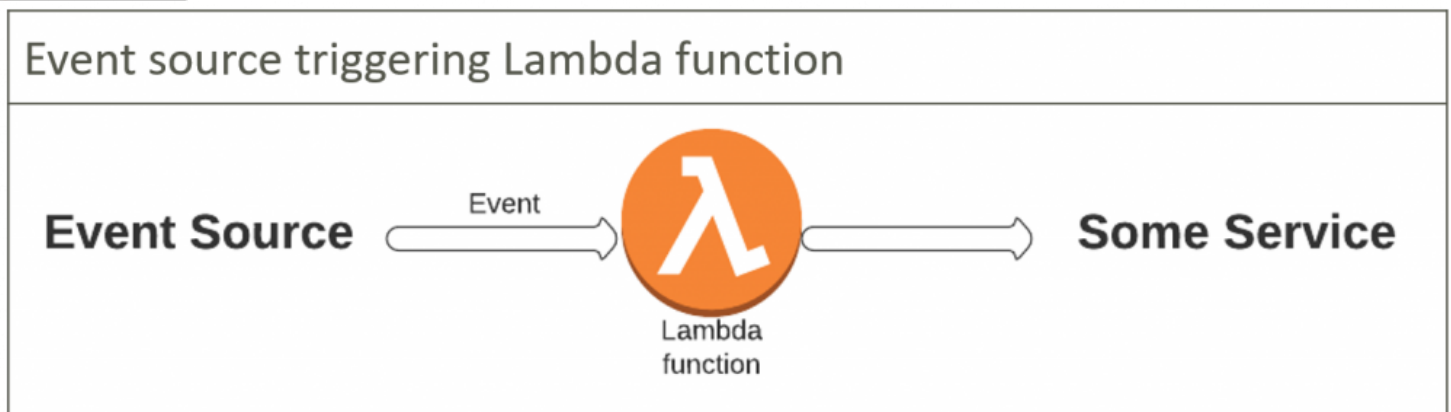 Event source triggering Lambda function
Event
Event Source
Some Service
Lambda
function